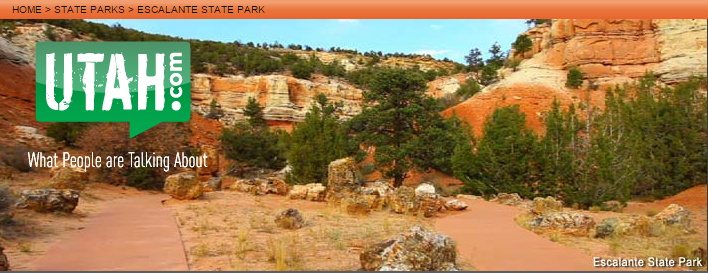 HOME > STATE PARKS > ESCALANTE STATE PARK
UTAH.com
What People are Talking About
Escalante State Park